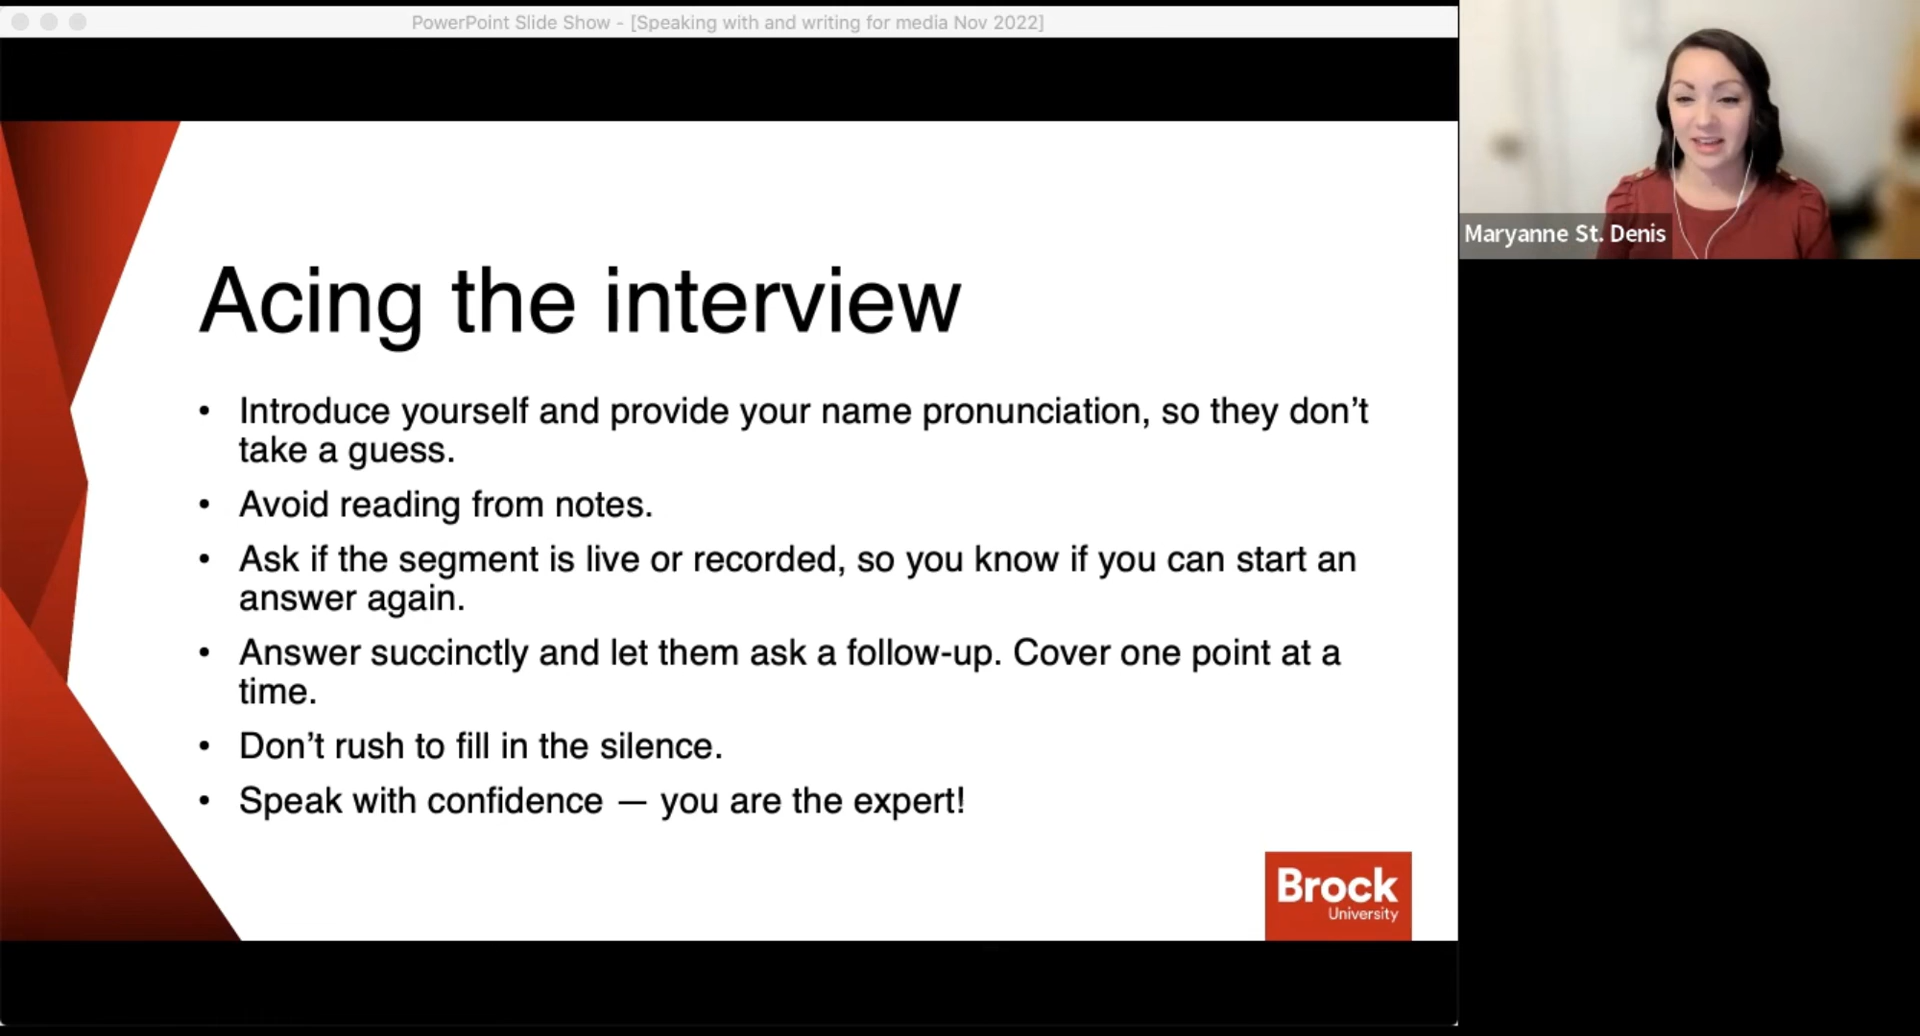 PowerPoint Slide Show - [Speaking with and writing for media Nov 2022]
Maryanne St. Denis
Acing the interview
• Introduce yourself and provide your name pronunciation, so they don’t
take a guess.
• Avoid reading from notes.
• Ask if the segment is live or recorded, so you know if you can start an
answer again.
• Answer succinctly and let them ask a follow-up. Cover one point at a
time.
• Don’t rush to fill in the silence.
• Speak with confidence — you are the expert!
Brock
University